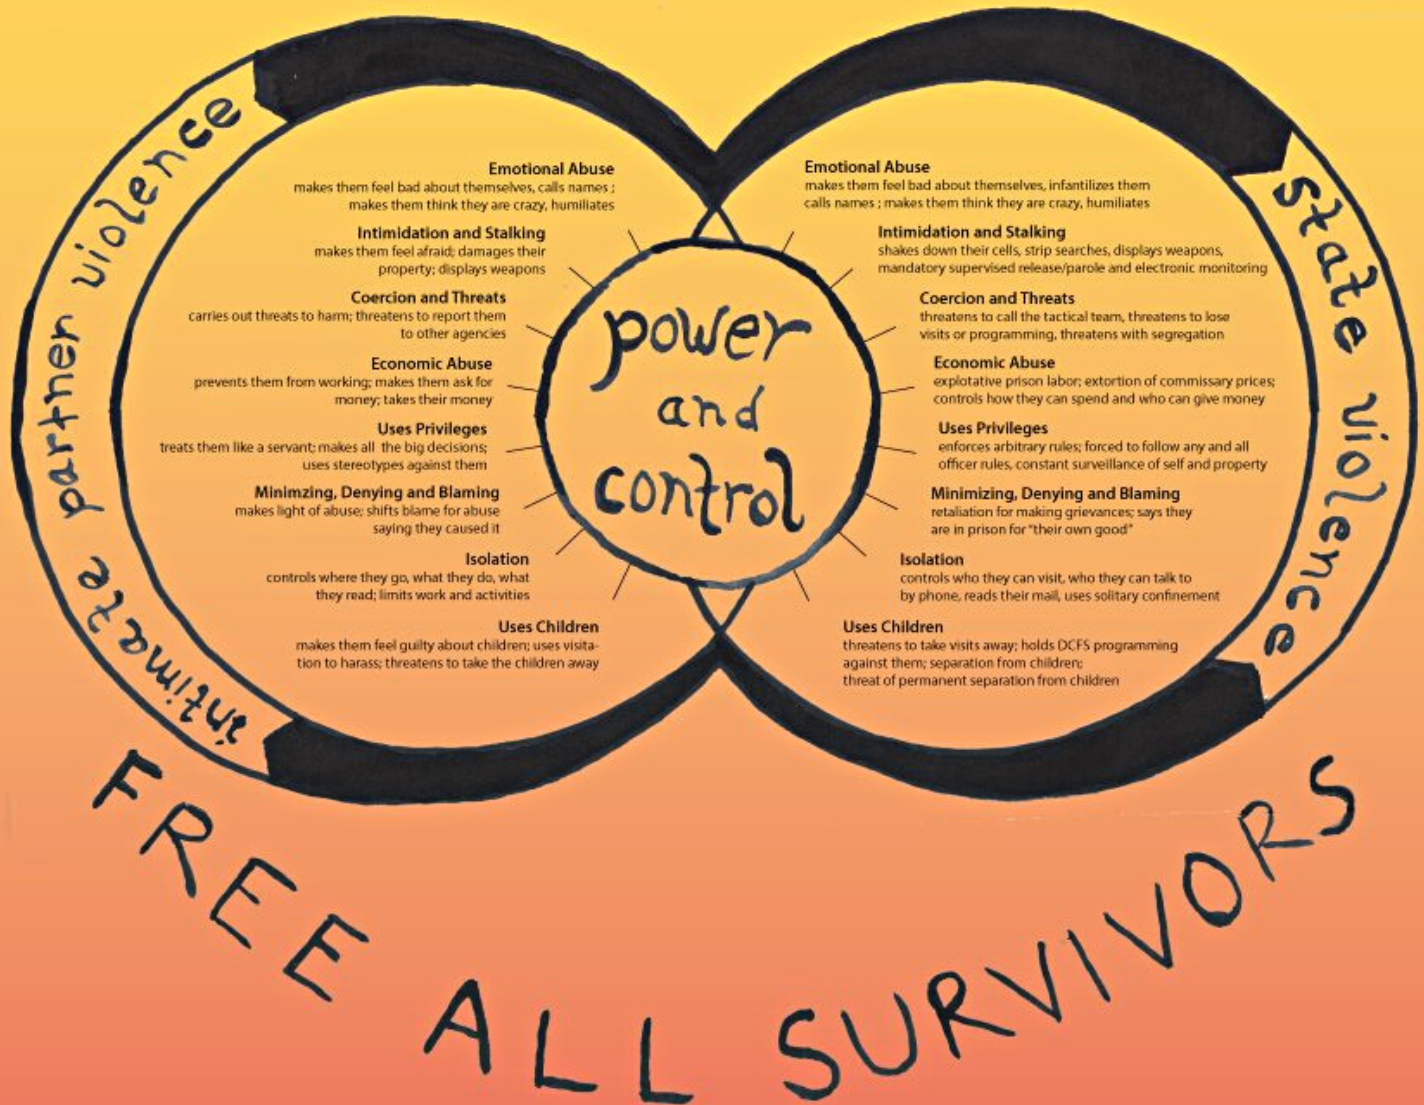 intimate partner violence
Emotional Abuse
makes them feel bad about themselves, calls names ;
makes them think they are crazy, humiliates
Intimidation and Stalking
makes them feel afraid; damages their
property; displays weapons
Coercion and Threats
carries out threats to harm; threatens to report them
to other agencies
Economic Abuse
prevents them from working; makes them ask for
money; takes their money
Uses Privileges
treats them like a servant; makes all the big decisions;
uses stereotypes against them
Minimzing, Denying and Blaming
makes light of abuse; shifts blame for abuse
saying they caused it
Isolation
controls where they go, what they do, what
they read; limits work and activities
Uses Children
makes them feel guilty about children; uses visita-
tion to harass; threatens to take the children away
power
and
control
Emotional Abuse
makes them feel bad about themselves, infantilizes them
calls names ; makes them think they are crazy, humiliates
Intimidation and Stalking
shakes down their cells, strip searches, displays weapons,
mandatory supervised release/parole and electronic monitoring
Coercion and Threats
threatens to call the tactical team, threatens to lose
visits or programming, threatens with segregation
Economic Abuse
explotative prison labor; extortion of commissary prices;
controls how they can spend and who can give money
Uses Privileges
enforces arbitrary rules; forced to follow any and all
officer rules, constant surveillance of self and property
Minimizing, Denying and Blaming
retaliation for making grievances; says they
are in prison for "their own good"
Isolation
controls who they can visit, who they can talk to
by phone, reads their mail, uses solitary confinement
Uses Children
threatens to take visits away; holds DCFS programming
against them; separation from children;
threat of permanent separation from children
state violence
FREE ALL SURVIVORS